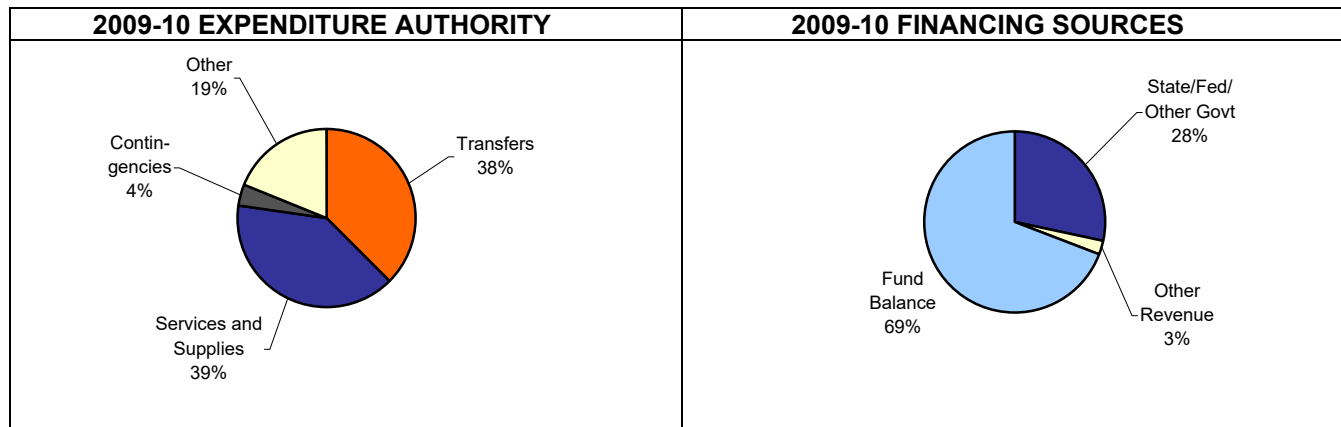 2009-10 EXPENDITURE AUTHORITY
Other
19%
Contin-
gencies
4%
Transfers
38%
Services and
Supplies
39%
2009-10 FINANCING SOURCES
State/Fed/
Other Govt
28%
Fund
Balance
69%
Other
Revenue
3%